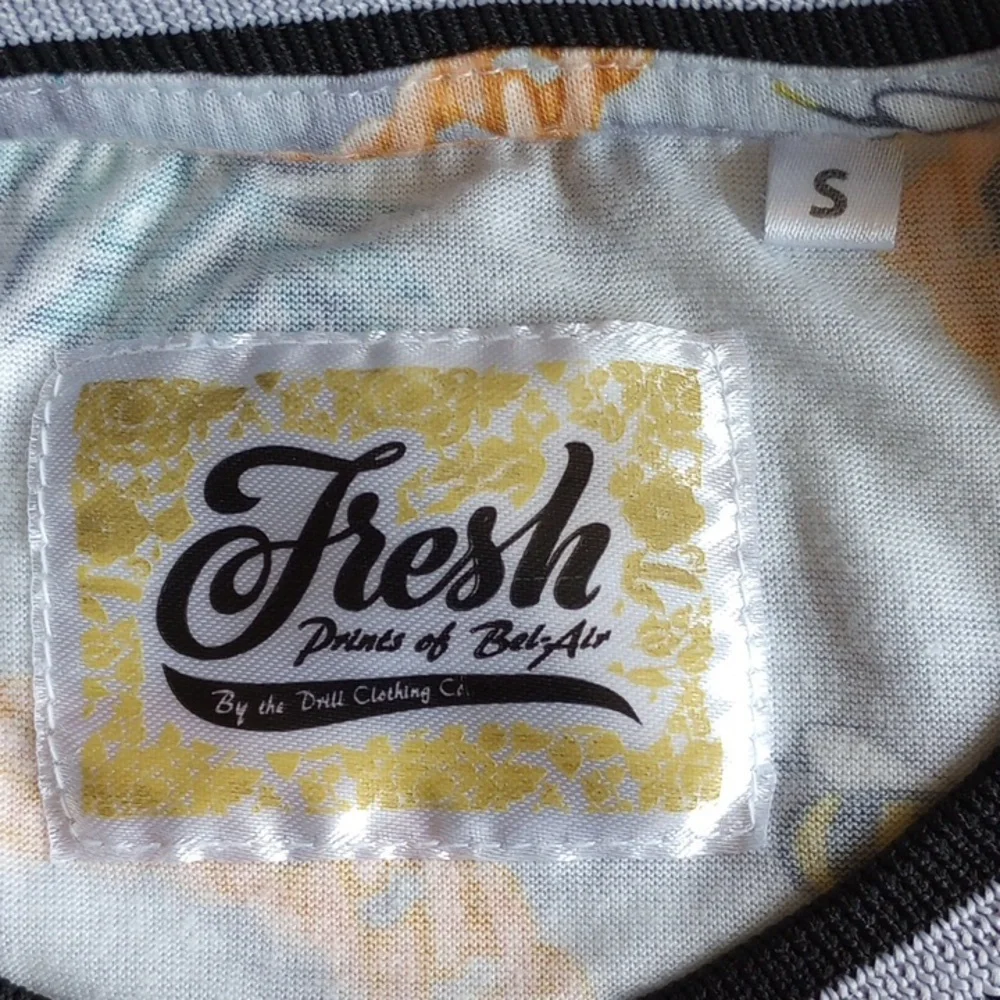 S
Fresh
Prints of Bel-Air
By the Drill Clothing Co.